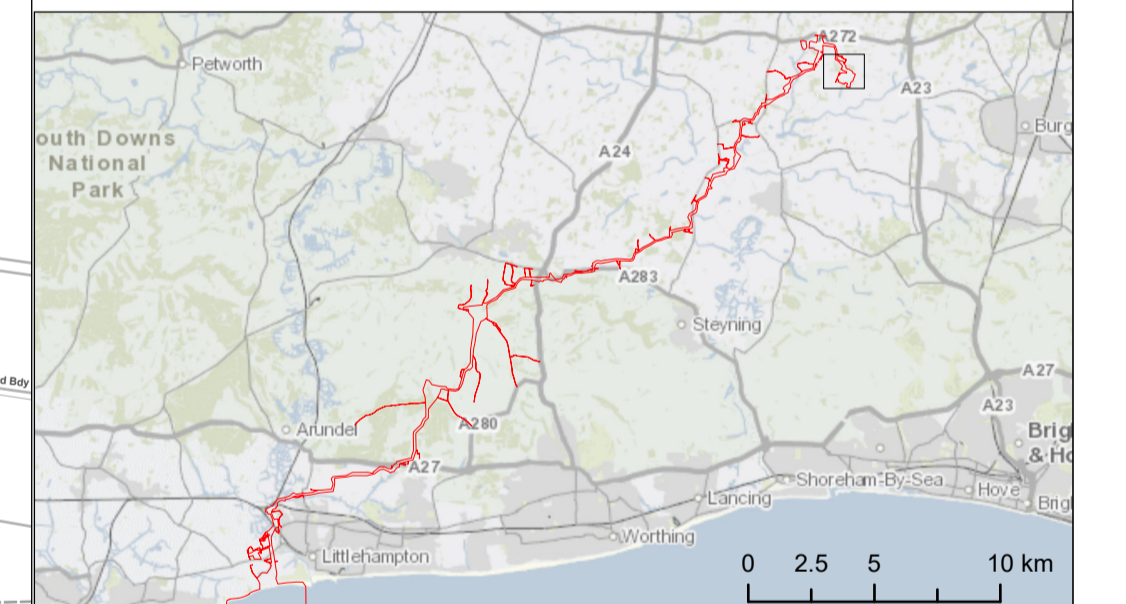 A272
Petworth
A23
Burg
outh Downs
National
Park
A24
A283
Steyning
d Bdy
A27
A23
Arundel
A280
Brig
& Ho
A27
Shoreham-By-Sea
Hove
Lancing
Brig
Worthing
Littlehampton
0 2.5 5 10 km